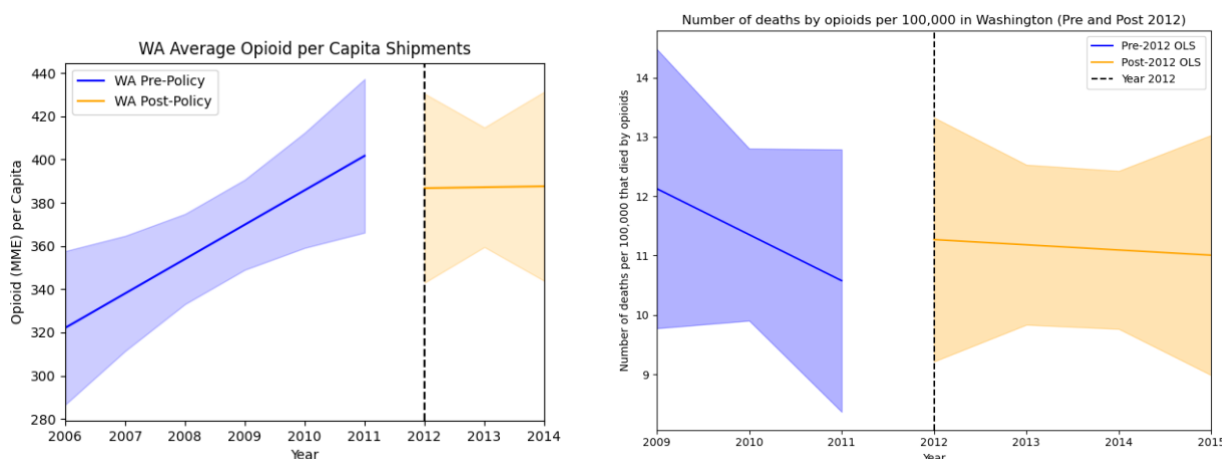 WA Average Opioid per Capita Shipments
WA Pre-Policy
WA Post-Policy
Opioid (MME) per Capita
440
420
400
380
360
340
320
300
280
2006 2007 2008 2009 2010 2011 2012 2013 2014
Year
Number of deaths by opioids per 100,000 in Washington (Pre and Post 2012)
Pre-2012 OLS
Post-2012 OLS
Year 2012
Number of deaths per 100,000 that died by opioids
14
13
12
11
10
9
2009 2010 2011 2012 2013 2014 2015
Year